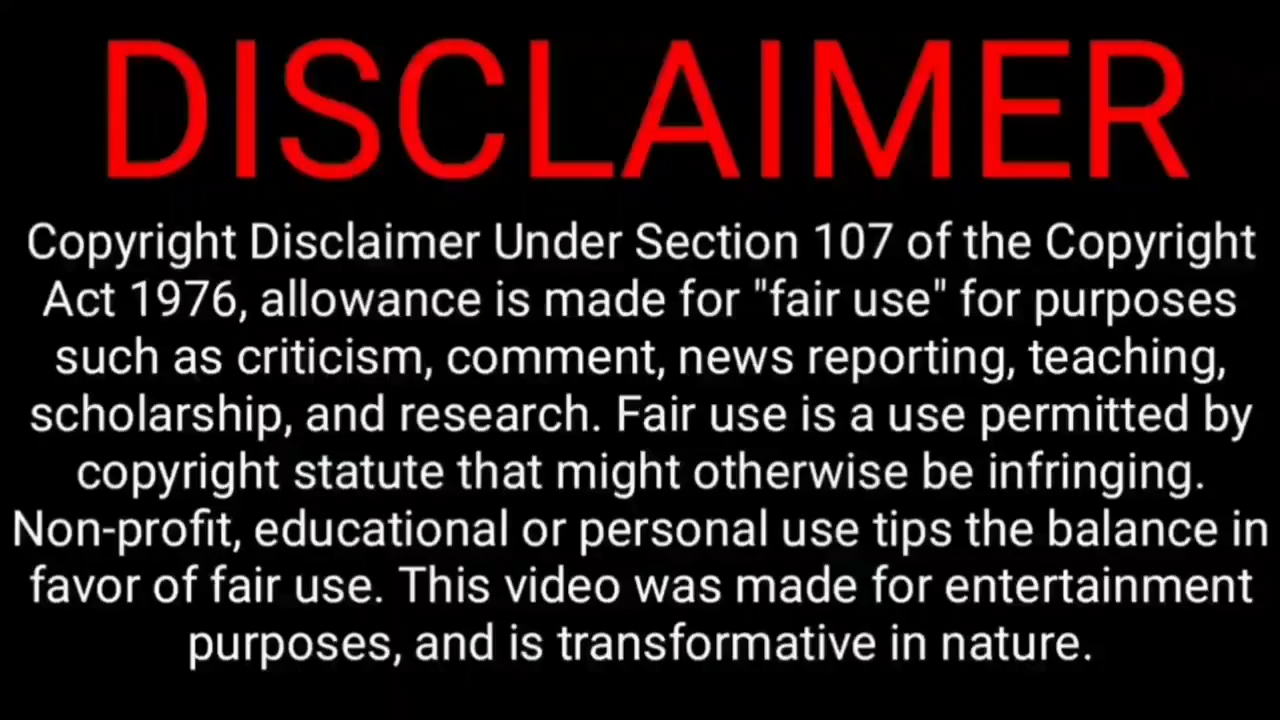 DISCLAIMER
Copyright Disclaimer Under Section 107 of the Copyright
Act 1976, allowance is made for "fair use" for purposes
such as criticism, comment, news reporting, teaching,
scholarship, and research. Fair use is a use permitted by
copyright statute that might otherwise be infringing.
Non-profit, educational or personal use tips the balance in
favor of fair use. This video was made for entertainment
purposes, and is transformative in nature.